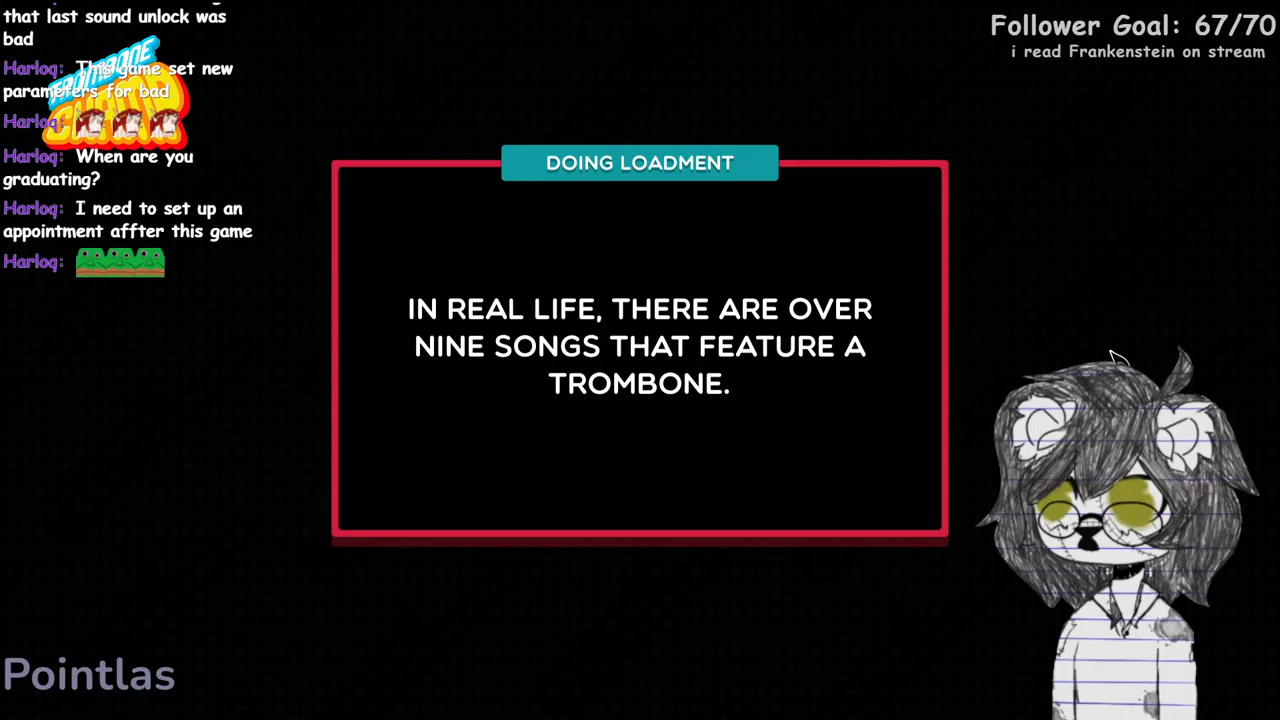 that last sound unlock was
bad
Harloq: This game set new
parameters for bad
Harloq:
Harloq: When are you
graduating?
Harloq: I need to set up an
appointment affter this game
Harloq:
TROMBONE
CHAMP
Follower Goal: 67/70
i read Frankenstein on stream
DOING LOADMENT
IN REAL LIFE, THERE ARE OVER
NINE SONGS THAT FEATURE A
TROMBONE.
Pointlas